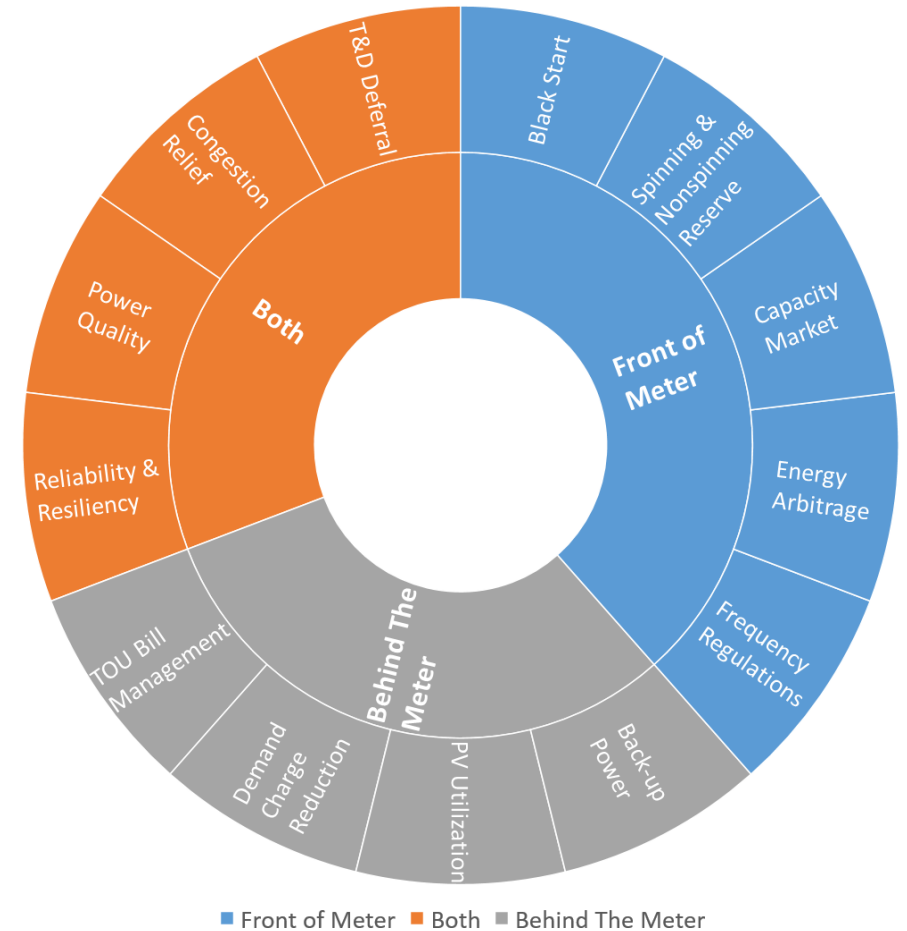 Black Start
Spinning &
Nonspinning
Reserve
Capacity
Market
Energy
Arbitrage
Frequency
Regulations
Back-up
Power
PV Utilization
Demand
Charge
Reduction
TOU Bill
Management
Reliability &
Resiliency
Power
Quality
Congestion
Relief
T&D Deferral
Front of
Meter
Behind The
Meter
Both
Front of Meter
Both
Behind The Meter